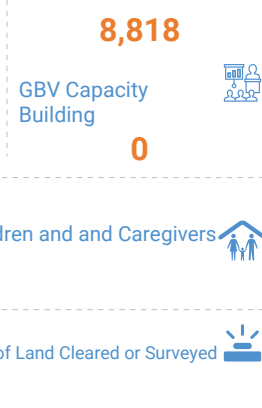 8,818
GBV Capacity
Building
0
dren and and Caregivers
of Land Cleared or Surveyed